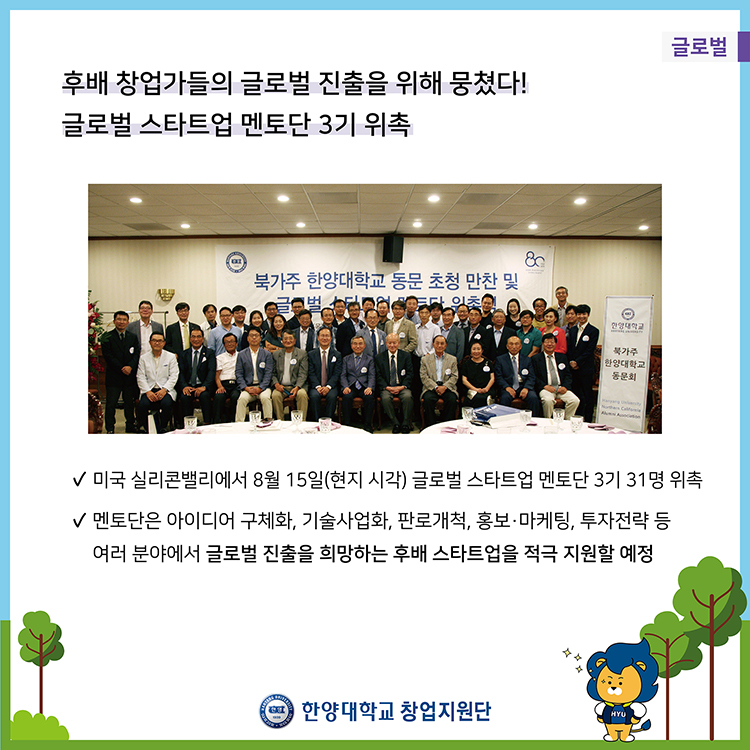 글로벌
후배 창업가들의 글로벌 진출을 위해 뭉쳤다!
글로벌 스타트업 멘토단 3기 위촉
북가주 한양대학교 동문 초청 만찬 및
글로벌 스타트업 멘토단 위촉식
80
한양대학교
북가주
한양대학교
동문회
Hanyang University
Northern California
Alumni Association
✓ 미국 실리콘밸리에서 8월 15일(현지 시각) 글로벌 스타트업 멘토단 3기 31명 위촉
✓ 멘토단은 아이디어 구체화, 기술사업화, 판로개척, 홍보·마케팅, 투자전략 등
여러 분야에서 글로벌 진출을 희망하는 후배 스타트업을 적극 지원할 예정
HYU
한양대학교 창업지원단